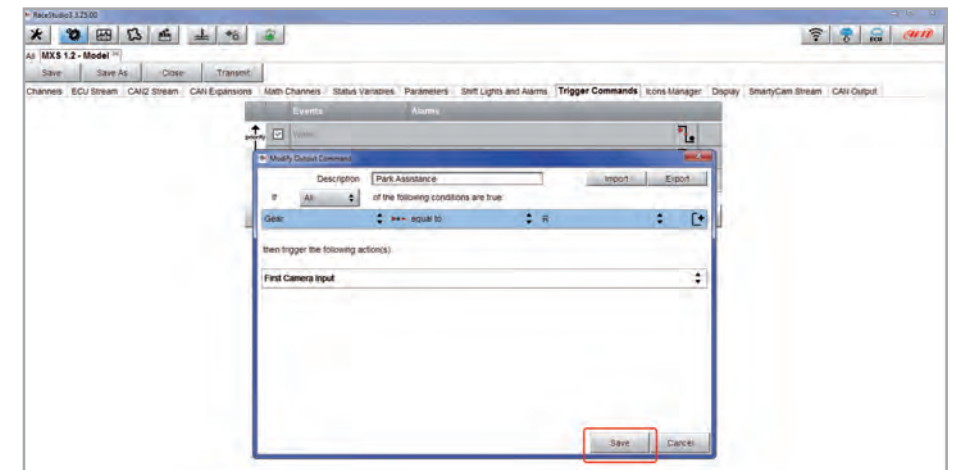 RaceStudio3 3.25.00
ECU
AiM
All MXS 1.2 - Model
Save Save As Close Transmit
Channels ECU Stream CAN2 Stream CAN Expansions Math Channels Status Variables Parameters Shift Lights and Alarms Trigger Commands Icons Manager Display SmartyCam Stream CAN Output
Events Alarms
priority
Modify Output Command
Description Park Assistance Import Export
If All of the following conditions are true:
Gear equal to R
then trigger the following action(s)
First Camera Input
Save Cancel